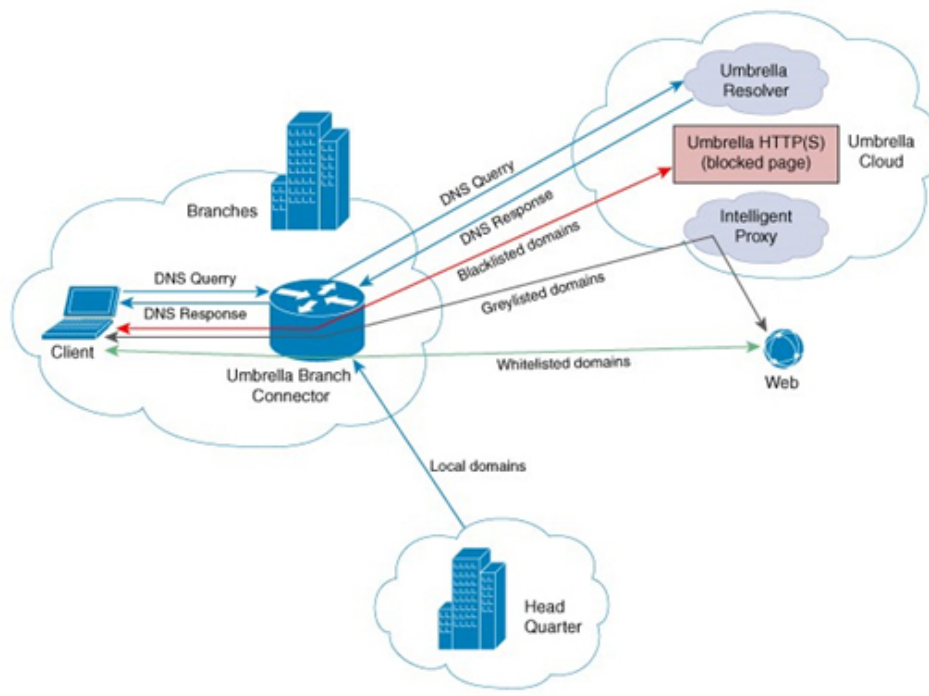 Umbrella
Resolver
Umbrella HTTP(S)
(blocked page)
Umbrella
Cloud
Intelligent
Proxy
Branches
DNS Querry
DNS Response
Blacklisted domains
Greylisted domains
DNS Querry
DNS Response
Client
Umbrella Branch
Connector
Whitelisted domains
Web
Local domains
Head
Quarter